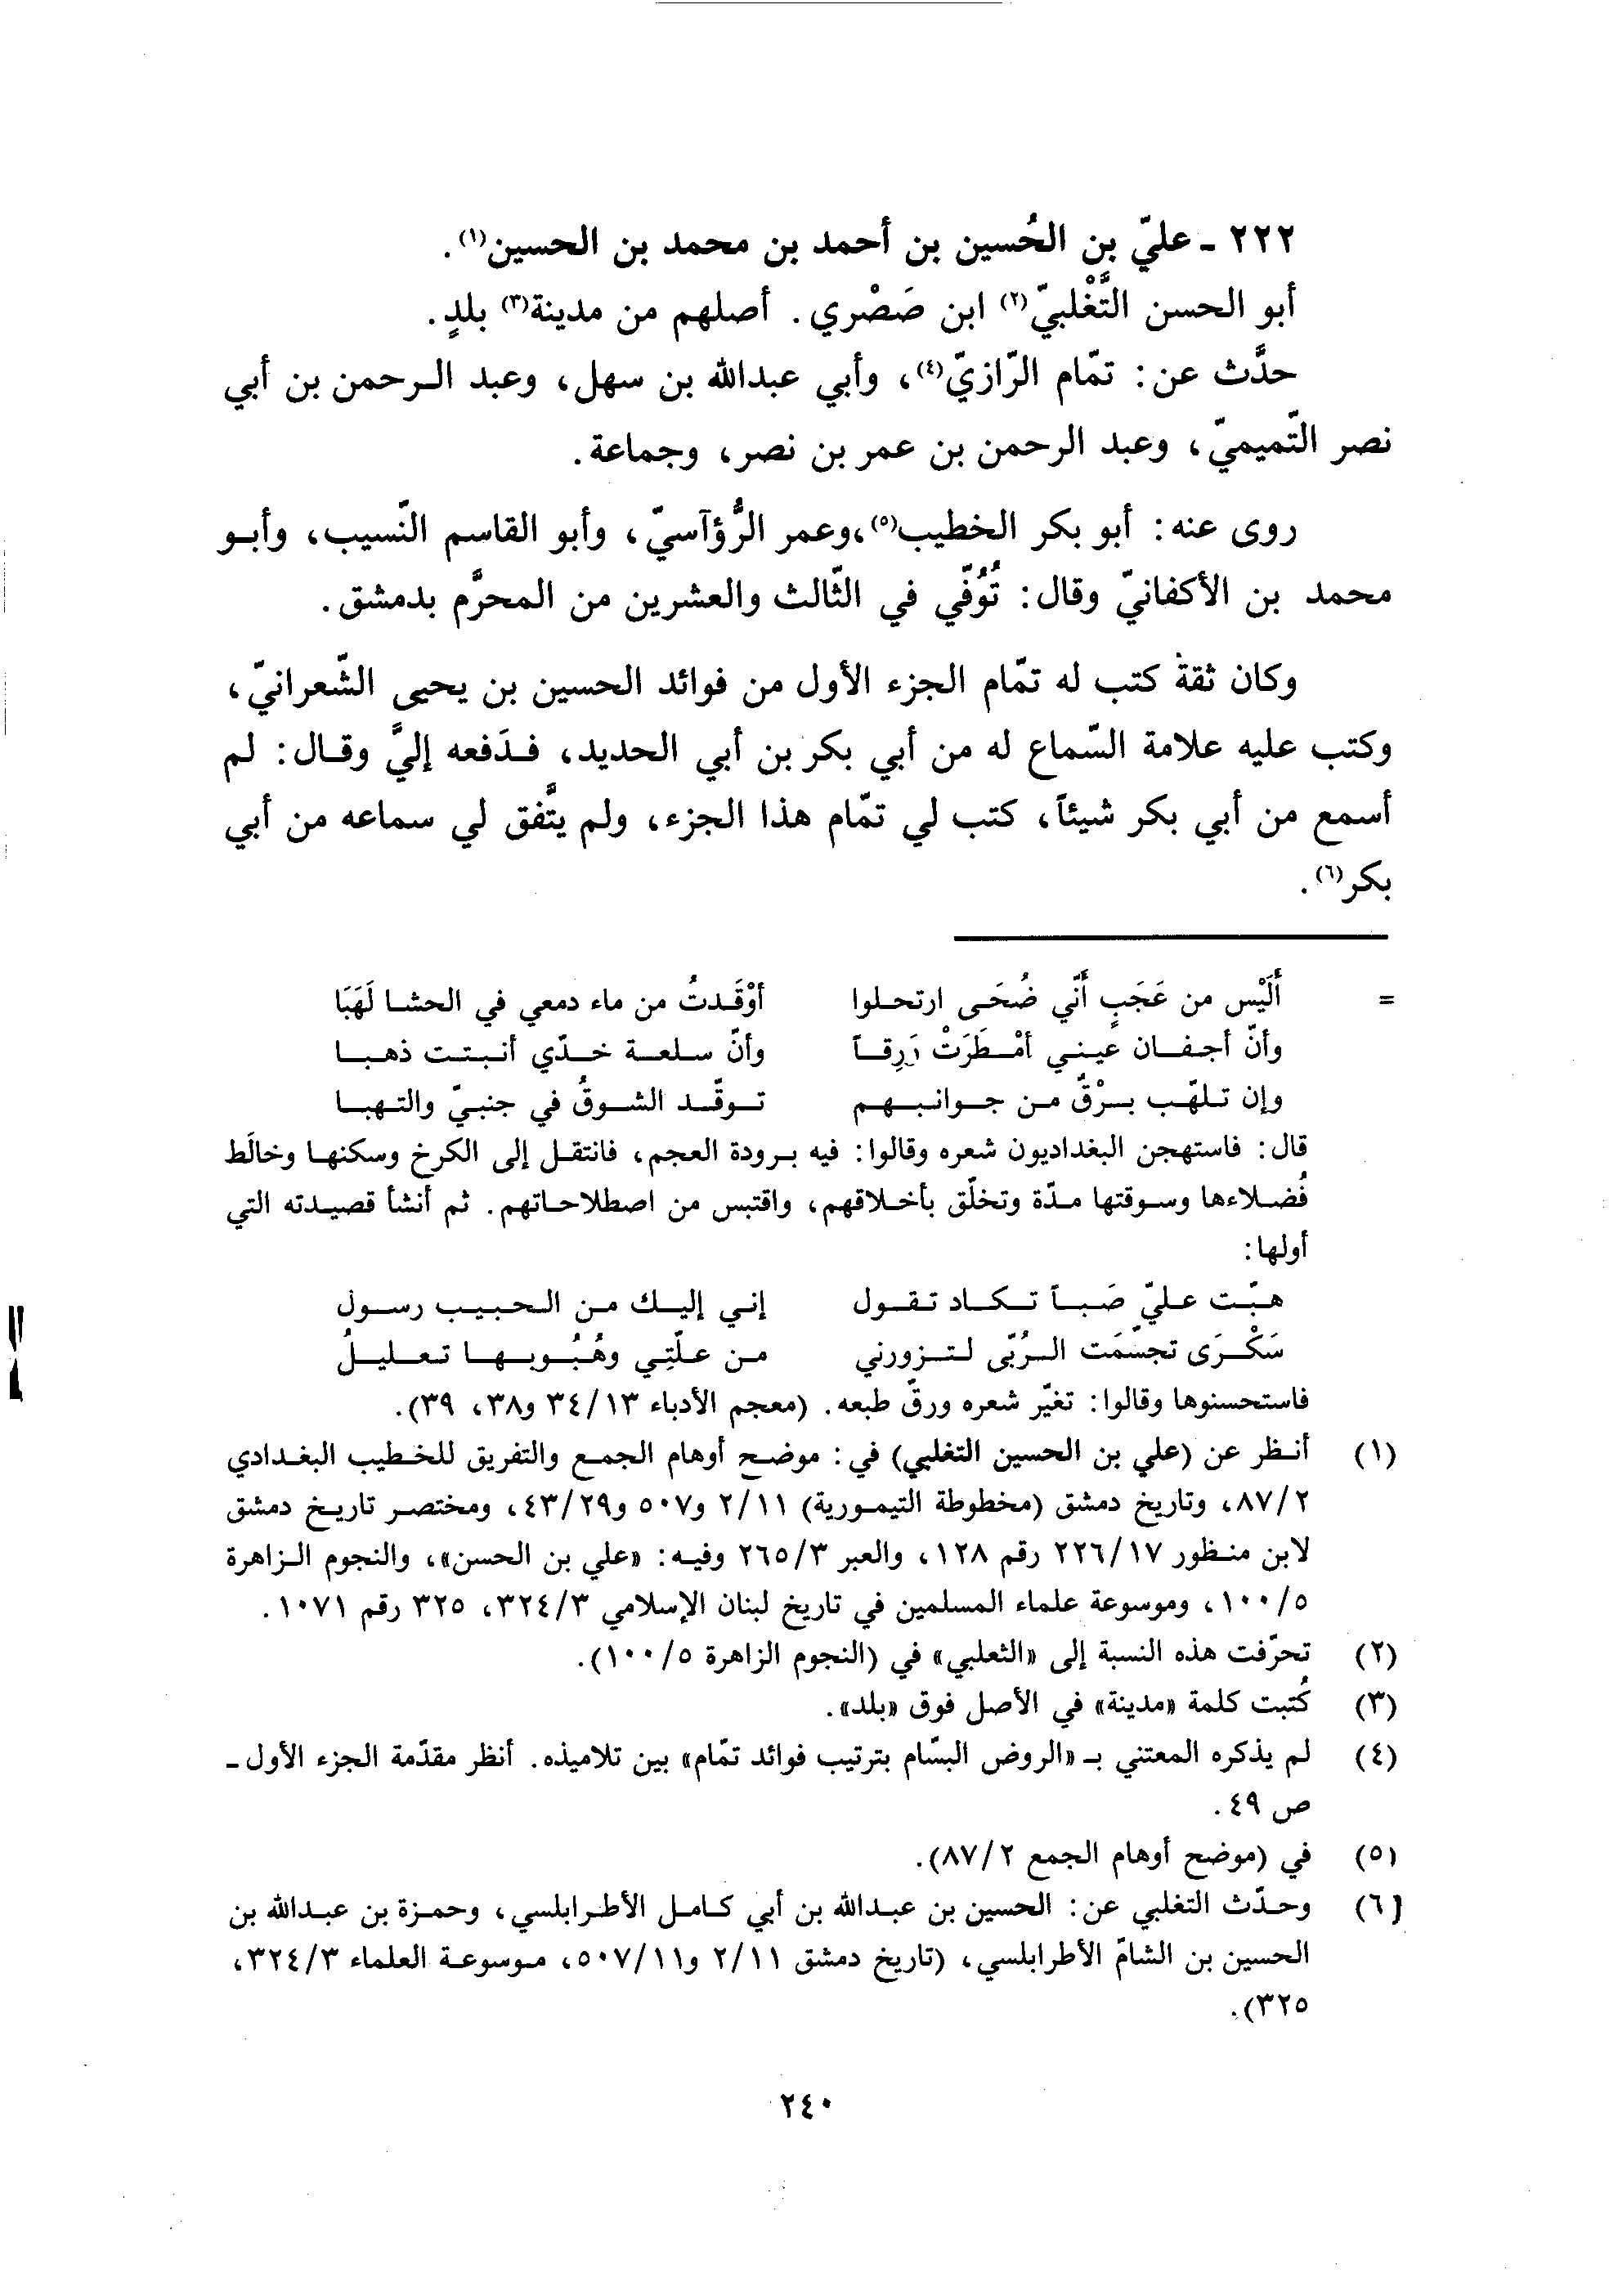 ٢٢٢ ـ عليّ بن الحُسين بن أحمد بن محمد بن الحسين(١).
أبو الحسن التَّغْلبيّ(٢) ابن صَصْري. أصلهم من مدينة(٣) بلدٍ.
حدَّث عن: تمّام الرّازيّ(٤)، وأبي عبدالله بن سهل، وعبد الرحمن بن أبي
نصر التّميميّ، وعبد الرحمن بن عمر بن نصر، وجماعة.
روى عنه: أبو بكر الخطيب(٥)، وعمر الرُّؤآسيّ، وأبو القاسم النّسيب، وأبو
محمد بن الأكفانيّ وقال: تُوُفّي في الثّالث والعشرين من المحرَّم بدمشق.
وكان ثقة كتب له تمّام الجزء الأول من فوائد الحسين بن يحيى الشّعرانيّ،
وكتب عليه علامة السّماع له من أبي بكر بن أبي الحديد، فدَفعه إليَّ وقال: لم
أسمع من أبي بكر شيئاً، كتب لي تمّام هذا الجزء، ولم يتَّفق لي سماعه من أبي
بكر(٦).
= أَلَيْس من عَجَبٍ أنّي ضُحَى ارتحلوا أوْقَدتُ من ماء دمعي في الحشا لَهَبَا
وأنّ أجفان عيني أمْطَرَتْ وَرِقاً وأنّ سلعة خدّي أنبتت ذهبا
وإن تلهّب برْقٌ من جوانبهم توقّد الشوقُ في جنبيّ والتهبا
قال: فاستهجن البغداديون شعره وقالوا: فيه برودة العجم، فانتقل إلى الكرخ وسكنها وخالَط
فُضلاءها وسوقتها مدّة وتخلّق بأخلاقهم، واقتبس من اصطلاحاتهم. ثم أنشأ قصيدته التي
أولها:
هبّت عليّ صَباً تكاد تقول إني إليك من الحبيب رسول
سَكْرَى تجشّمت الرُبّى لتزورني من علّتِي وهُبُوبها تعليلُ
فاستحسنوها وقالوا: تغيّر شعره ورقّ طبعه. (معجم الأدباء ٣٤/١٣ و٣٨، ٣٩).
(١) أنظر عن (علي بن الحسين التغلبي) في: موضح أوهام الجمع والتفريق للخطيب البغدادي
٨٧/٢، وتاريخ دمشق (مخطوطة التيمورية) ٢/١١ و٥٠٧ و٤٣/٢٩، ومختصر تاريخ دمشق
لابن منظور ٢٢٦/١٧ رقم ١٢٨، والعبر ٢٦٥/٣ وفيه: «علي بن الحسن»، والنجوم الزاهرة
١٠٠/٥، وموسوعة علماء المسلمين في تاريخ لبنان الإسلامي ٣٢٤/٣، ٣٢٥ رقم ١٠٧١.
(٢) تحرّفت هذه النسبة إلى «الثعلبي» في (النجوم الزاهرة ١٠٠/٥).
(٣) كُتبت كلمة «مدينة» في الأصل فوق «بلد».
(٤) لم يذكره المعتني بـ «الروض البسّام بترتيب فوائد تمّام» بين تلاميذه. أنظر مقدّمة الجزء الأول ـ
ص ٤٩.
(٥) في (موضح أوهام الجمع ٨٧/٢).
(٦) وحدّث التغلبي عن: الحسين بن عبدالله بن أبي كامل الأطرابلسي، وحمزة بن عبدالله بن
الحسين بن الشامّ الأطرابلسي، (تاريخ دمشق ٢/١١ و٥٠٧/١١، موسوعة العلماء ٣٢٤/٣،
٣٢٥).
٢٤٠